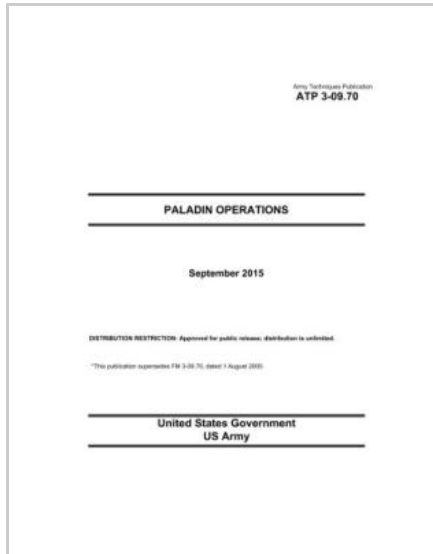 Army Techniques Publication
ATP 3-09.70
PALADIN OPERATIONS
September 2015
DISTRIBUTION RESTRICTION: Approved for public release; distribution is unlimited.
*This publication supersedes FM 3-09.70, dated 1 August 2000.
United States Government
US Army